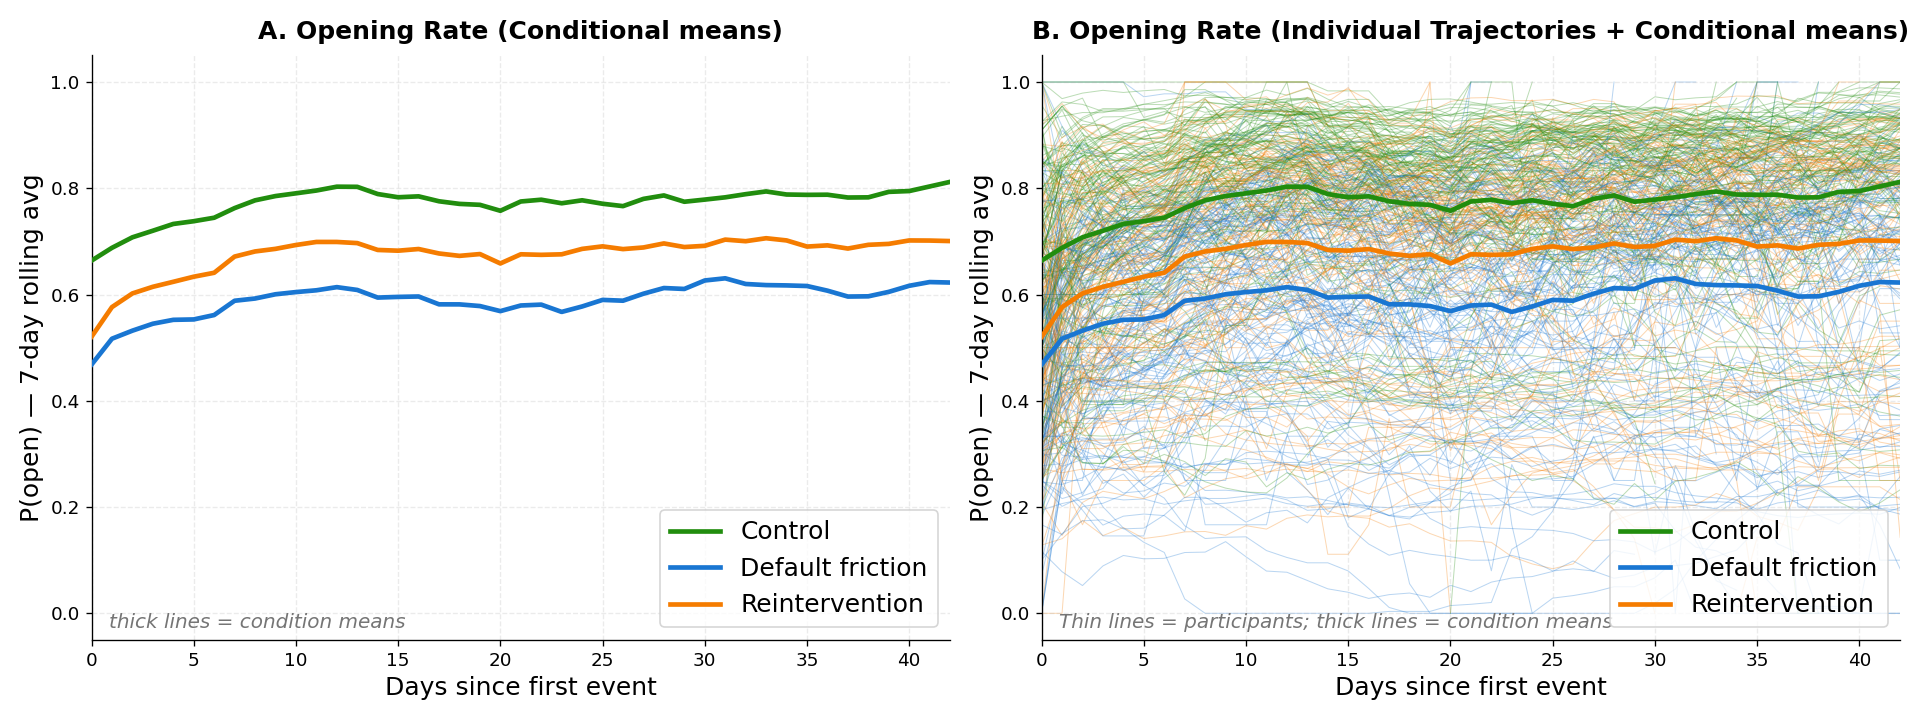 A. Opening Rate (Conditional means)
P(open) — 7-day rolling avg
1.0
0.8
0.6
0.4
0.2
0.0
Control
Default friction
Reintervention
thick lines = condition means
0 5 10 15 20 25 30 35 40
Days since first event
B. Opening Rate (Individual Trajectories + Conditional means)
P(open) — 7-day rolling avg
1.0
0.8
0.6
0.4
0.2
0.0
Control
Default friction
Reintervention
Thin lines = participants; thick lines = condition means
0 5 10 15 20 25 30 35 40
Days since first event